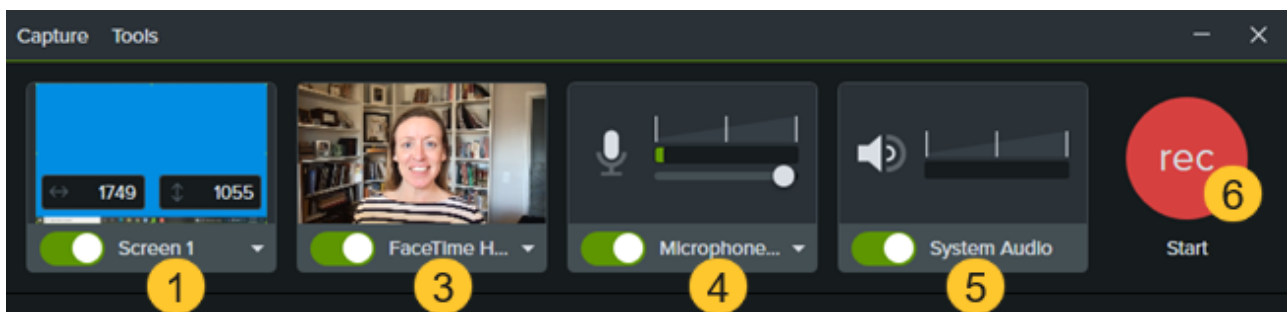 Capture Tools
1749 1055
rec
6
Screen 1 FaceTime H... Microphone... System Audio Start
1 3 4 5